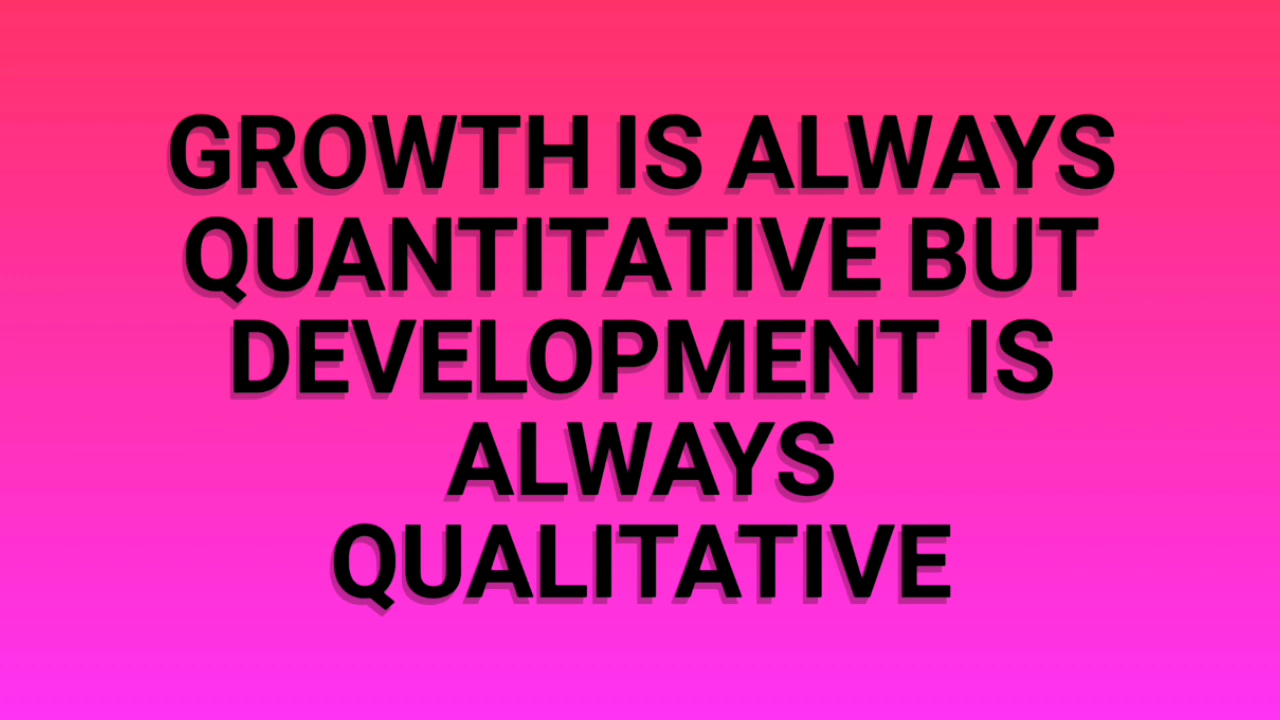 GROWTH IS ALWAYS
QUANTITATIVE BUT
DEVELOPMENT IS
ALWAYS
QUALITATIVE